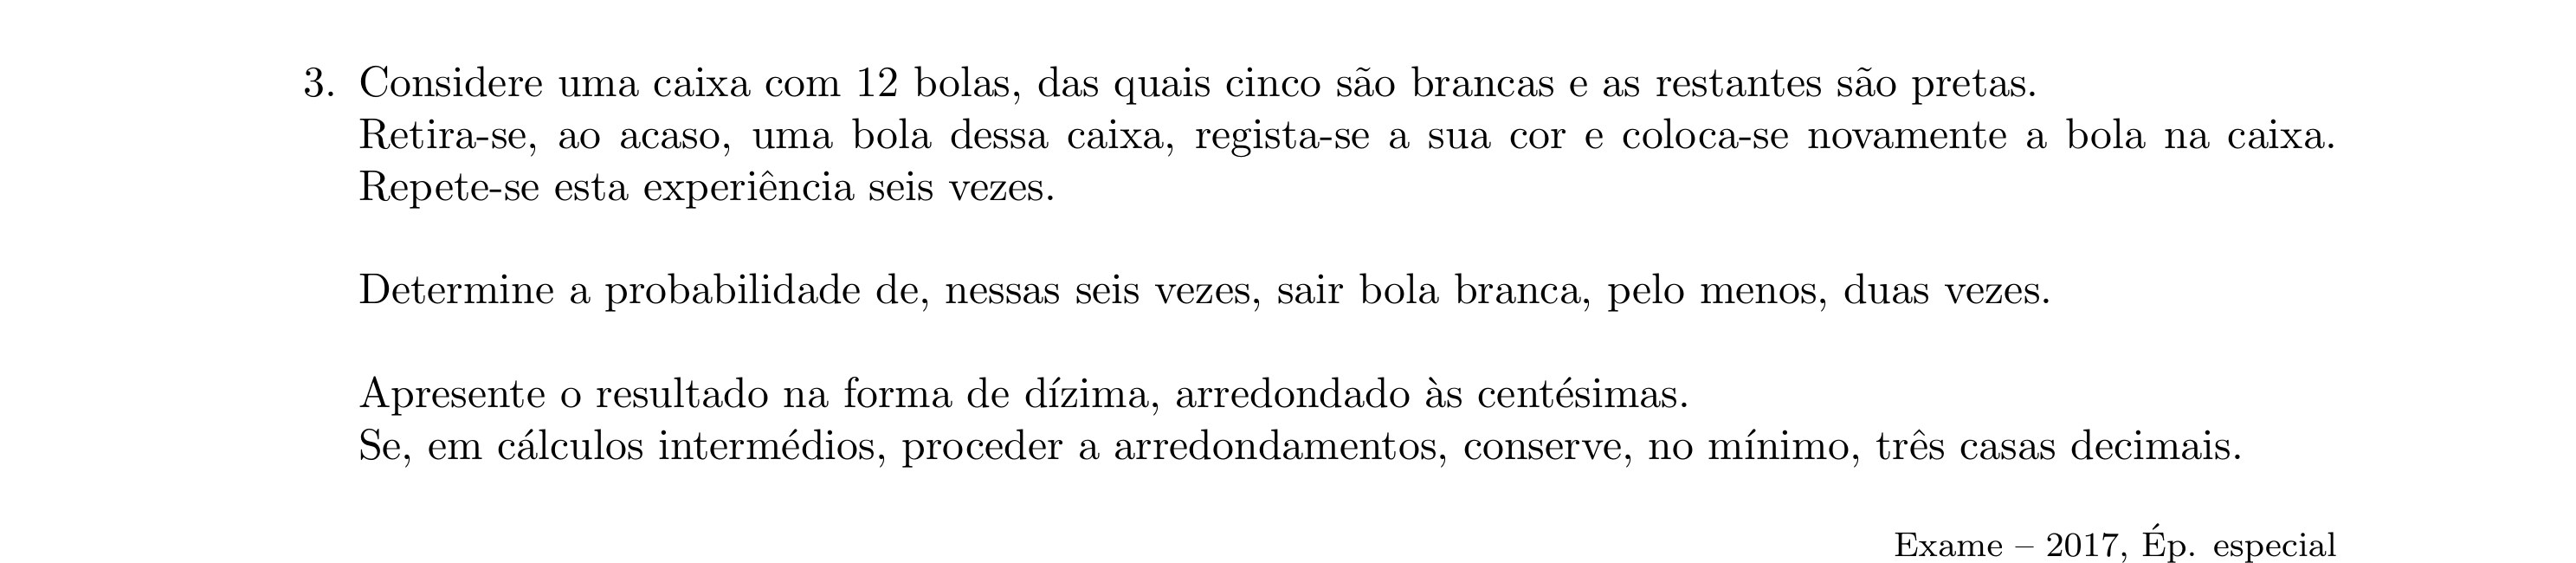 3. Considere uma caixa com 12 bolas, das quais cinco são brancas e as restantes são pretas.
Retira-se, ao acaso, uma bola dessa caixa, regista-se a sua cor e coloca-se novamente a bola na caixa.
Repete-se esta experiência seis vezes.
Determine a probabilidade de, nessas seis vezes, sair bola branca, pelo menos, duas vezes.
Apresente o resultado na forma de dízima, arredondado às centésimas.
Se, em cálculos intermédios, proceder a arredondamentos, conserve, no mínimo, três casas decimais.
Exame – 2017, Ép. especial